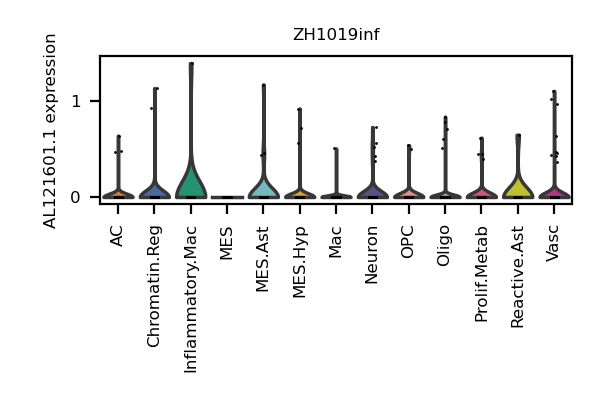 ZH1019inf
AL121601.1 expression
1
0
AC
Chromatin.Reg
Inflammatory.Mac
MES
MES.Ast
MES.Hyp
Mac
Neuron
OPC
Oligo
Prolif.Metab
Reactive.Ast
Vasc